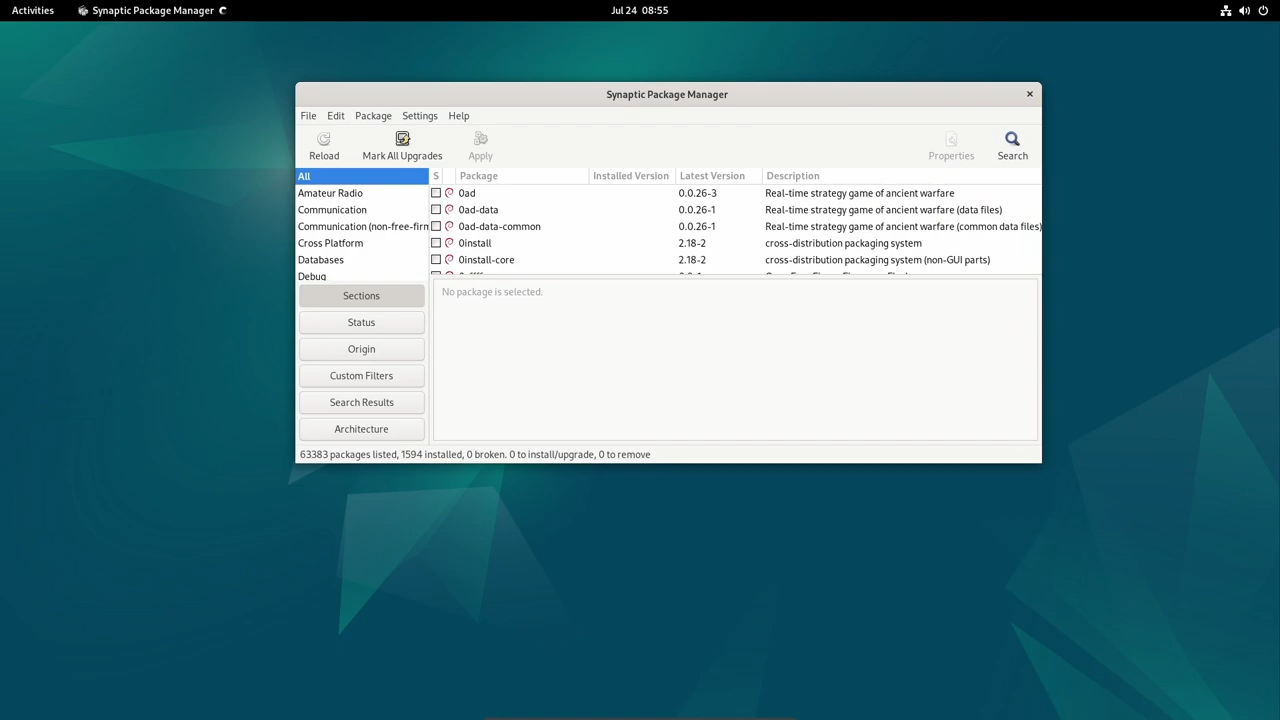 Activities Synaptic Package Manager Jul 24 08:55
Synaptic Package Manager
File Edit Package Settings Help
Reload Mark All Upgrades Apply Properties Search
All S Package Installed Version Latest Version Description
Amateur Radio 0ad 0.0.26-3 Real-time strategy game of ancient warfare
Communication 0ad-data 0.0.26-1 Real-time strategy game of ancient warfare (data files)
Communication (non-free-firm 0ad-data-common 0.0.26-1 Real-time strategy game of ancient warfare (common data files)
Cross Platform 0install 2.18-2 cross-distribution packaging system
Databases 0install-core 2.18-2 cross-distribution packaging system (non-GUI parts)
Debug
Sections No package is selected.
Status
Origin
Custom Filters
Search Results
Architecture
63383 packages listed, 1594 installed, 0 broken. 0 to install/upgrade, 0 to remove